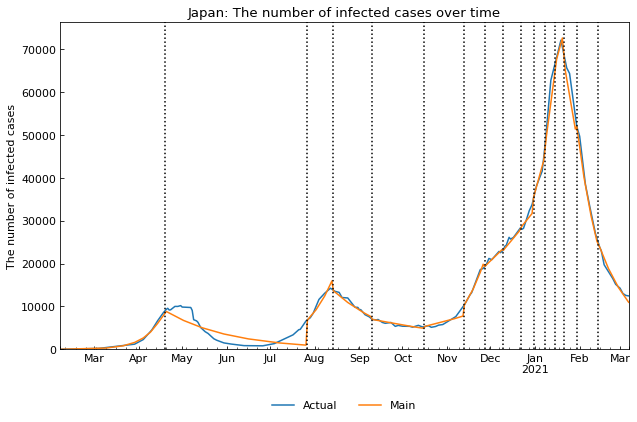 Japan: The number of infected cases over time
The number of infected cases
70000
60000
50000
40000
30000
20000
10000
0
Mar Apr May Jun Jul Aug Sep Oct Nov Dec Jan Feb Mar
2021
Actual Main